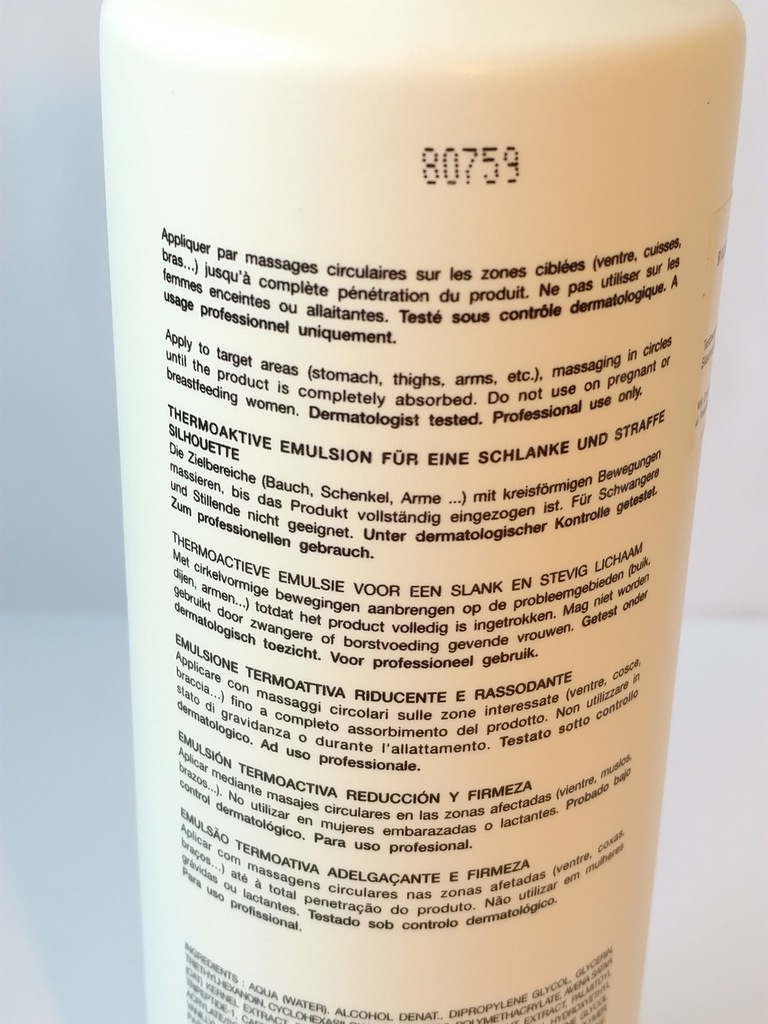 80759
Appliquer par massages circulaires sur les zones ciblées (ventre, cuisses,
bras...) jusqu'à complète pénétration du produit. Ne pas utiliser sur les
femmes enceintes ou allaitantes. Testé sous contrôle dermatologique. A
usage professionnel uniquement.
Apply to target areas (stomach, thighs, arms, etc.), massaging in circles
until the product is completely absorbed. Do not use on pregnant or
breastfeeding women. Dermatologist tested. Professional use only.
THERMOAKTIVE EMULSION FÜR EINE SCHLANKE UND STRAFFE
SILHOUETTE
Die Zielbereiche (Bauch, Schenkel, Arme ...) mit kreisförmigen Bewegungen
massieren, bis das Produkt vollständig eingezogen ist. Für Schwangere
und Stillende nicht geeignet. Unter dermatologischer Kontrolle getestet.
Zum professionellen gebrauch.
THERMOACTIEVE EMULSIE VOOR EEN SLANK EN STEVIG LICHAAM
Met cirkelvormige bewegingen aanbrengen op de probleemgebieden (buik,
dijen, armen...) totdat het product volledig is ingetrokken. Mag niet worden
gebruikt door zwangere of borstvoeding gevende vrouwen. Getest onder
dermatologisch toezicht. Voor professioneel gebruik.
EMULSIONE TERMOATTIVA RIDUCENTE E RASSODANTE
Applicare con massaggi circolari sulle zone interessate (ventre, cosce,
braccia...) fino a completo assorbimento del prodotto. Non utilizzare in
stato di gravidanza o durante l'allattamento. Testato sotto controllo
dermatologico. Ad uso professionale.
EMULSIÓN TERMOACTIVA REDUCCIÓN Y FIRMEZA
Aplicar mediante masajes circulares en las zonas afectadas (vientre, muslos,
brazos...). No utilizar en mujeres embarazadas o lactantes. Probado bajo
control dermatológico. Para uso profesional.
EMULSÃO TERMOATIVA ADELGAÇANTE E FIRMEZA
Aplicar com massagens circulares nas zonas afetadas (ventre, coxas,
braços...) até à total penetração do produto. Não utilizar em mulheres
grávidas ou lactantes. Testado sob controlo dermatológico.
Para uso profissional.
INGREDIENTS : AQUA (WATER), ALCOHOL DENAT., DIPROPYLENE GLYCOL, GLYCERIN,
TRIETHYLHEXANOIN, POLYMETHACRYLATE, AVENA SATIVA
(OAT) KERNEL EXTRACT, EXTRACT, PALMITOYL
TRIPEPTIDE-1, HYDROXYETHYL